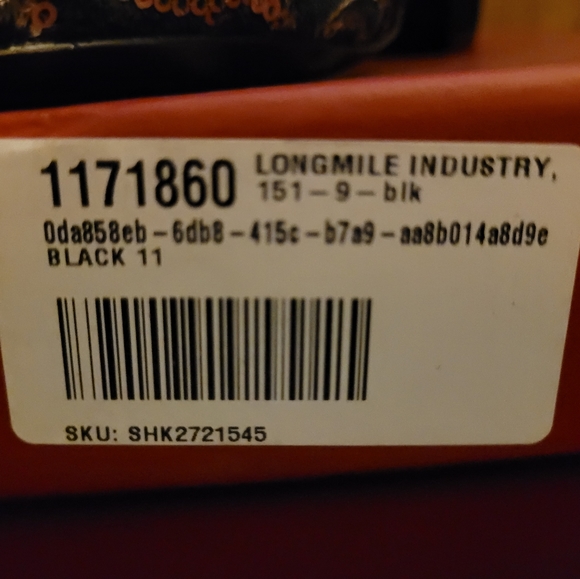 1171860 LONGMILE INDUSTRY,
151-9-blk
0da858eb-6db8-415c-b7a9-aa8b014a8d9e
BLACK 11
SKU: SHK2721545